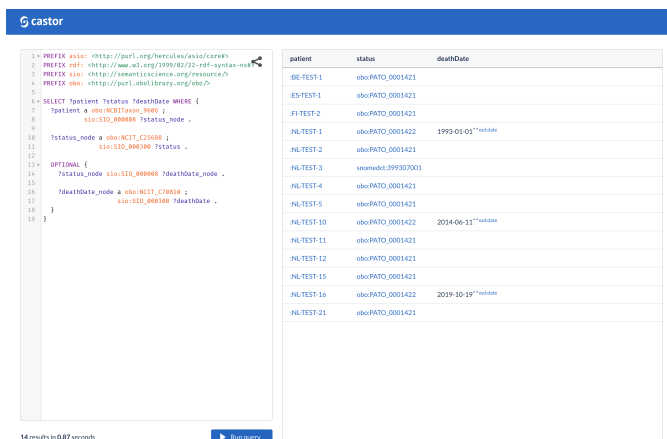 castor
1 PREFIX asio: <http://purl.org/hercules/asio/core#>
2 PREFIX rdf: <http://www.w3.org/1999/02/22-rdf-syntax-ns#>
3 PREFIX sio: <http://semanticscience.org/resource/>
4 PREFIX obo: <http://purl.obolibrary.org/obo/>
5
6 SELECT ?patient ?status ?deathDate WHERE {
7 ?patient a obo:NCBITaxon_9606 ;
8 sio:SIO_000008 ?status_node .
9
10 ?status_node a obo:NCIT_C25688 ;
11 sio:SIO_000300 ?status .
12
13 OPTIONAL {
14 ?status_node sio:SIO_000008 ?deathDate_node .
15
16 ?deathDate_node a obo:NCIT_C70810 ;
17 sio:SIO_000300 ?deathDate .
18 }
19 }
14 results in 0.87 seconds
Run query
patient status deathDate
:BE-TEST-1 obo:PATO_0001421
:ES-TEST-1 obo:PATO_0001421
:FI-TEST-2 obo:PATO_0001421
:NL-TEST-1 obo:PATO_0001422 1993-01-01^^xsd:date
:NL-TEST-2 obo:PATO_0001421
:NL-TEST-3 snomedct:399307001
:NL-TEST-4 obo:PATO_0001421
:NL-TEST-5 obo:PATO_0001421
:NL-TEST-10 obo:PATO_0001422 2014-06-11^^xsd:date
:NL-TEST-11 obo:PATO_0001421
:NL-TEST-12 obo:PATO_0001421
:NL-TEST-15 obo:PATO_0001421
:NL-TEST-16 obo:PATO_0001422 2019-10-19^^xsd:date
:NL-TEST-21 obo:PATO_0001421